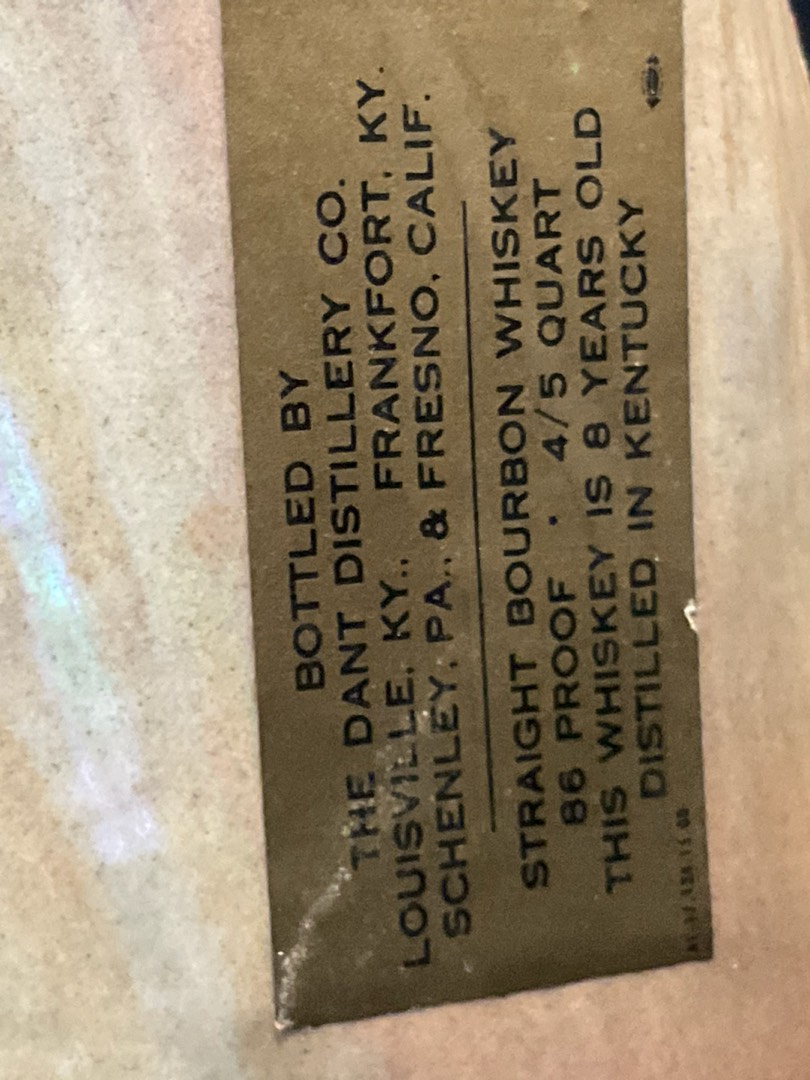 BOTTLED BY
THE DANT DISTILLERY CO.
LOUISVILLE, KY., FRANKFORT, KY.
SCHENLEY, PA., & FRESNO, CALIF.
STRAIGHT BOURBON WHISKEY
86 PROOF · 4/5 QUART
THIS WHISKEY IS 8 YEARS OLD
DISTILLED IN KENTUCKY